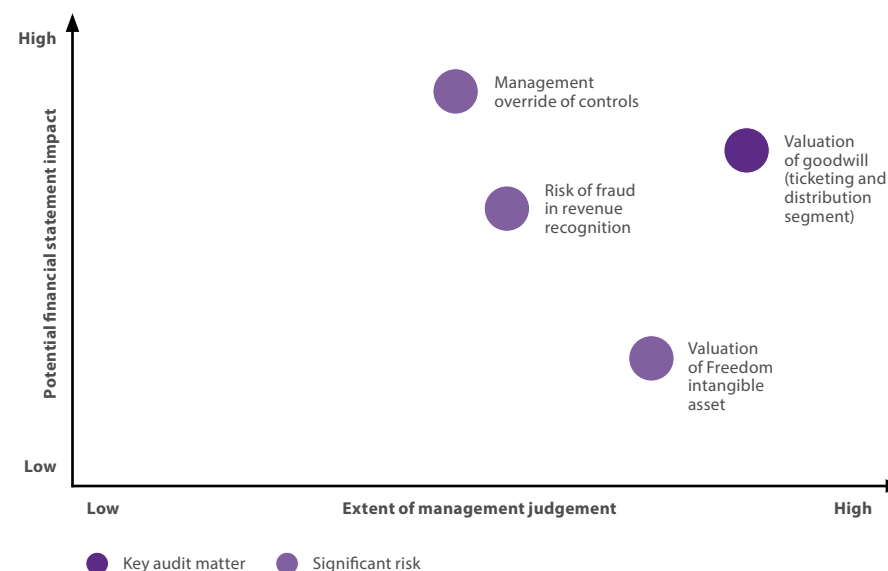 High
Management
override of controls
Valuation
of goodwill
(ticketing and
distribution
segment)
Risk of fraud
in revenue
recognition
Potential financial statement impact
Valuation
of Freedom
intangible
asset
Low
Low
Extent of management judgement
High
Key audit matter
Significant risk